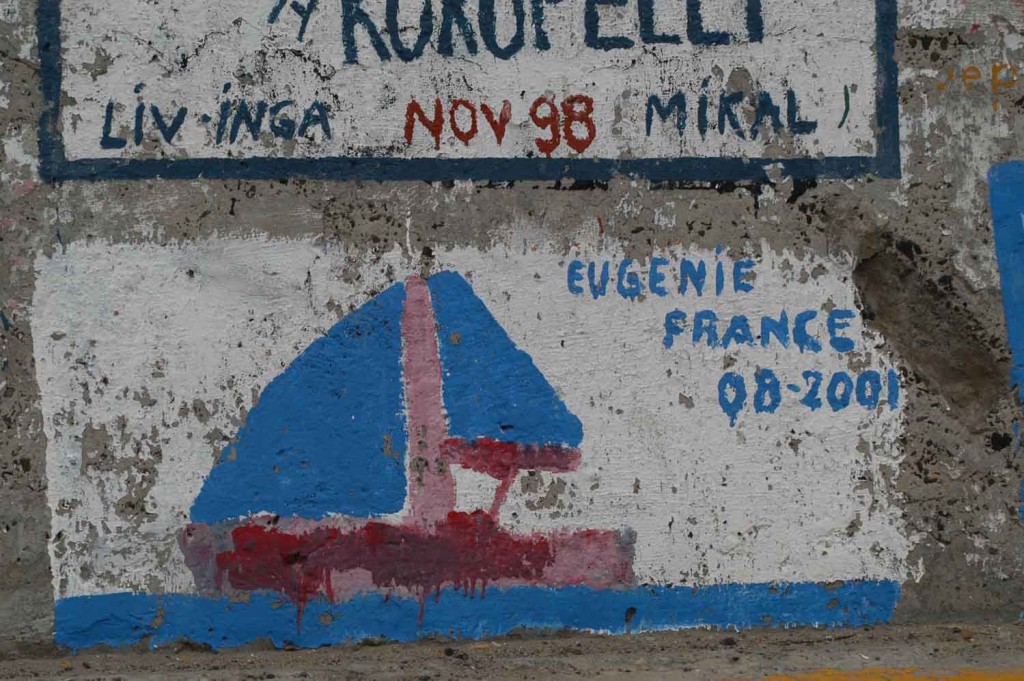 S/Y KOKOPELLI
LiV-iNGA NOV 98 MiKAL
EUGENiE
FRANCE
08-2001